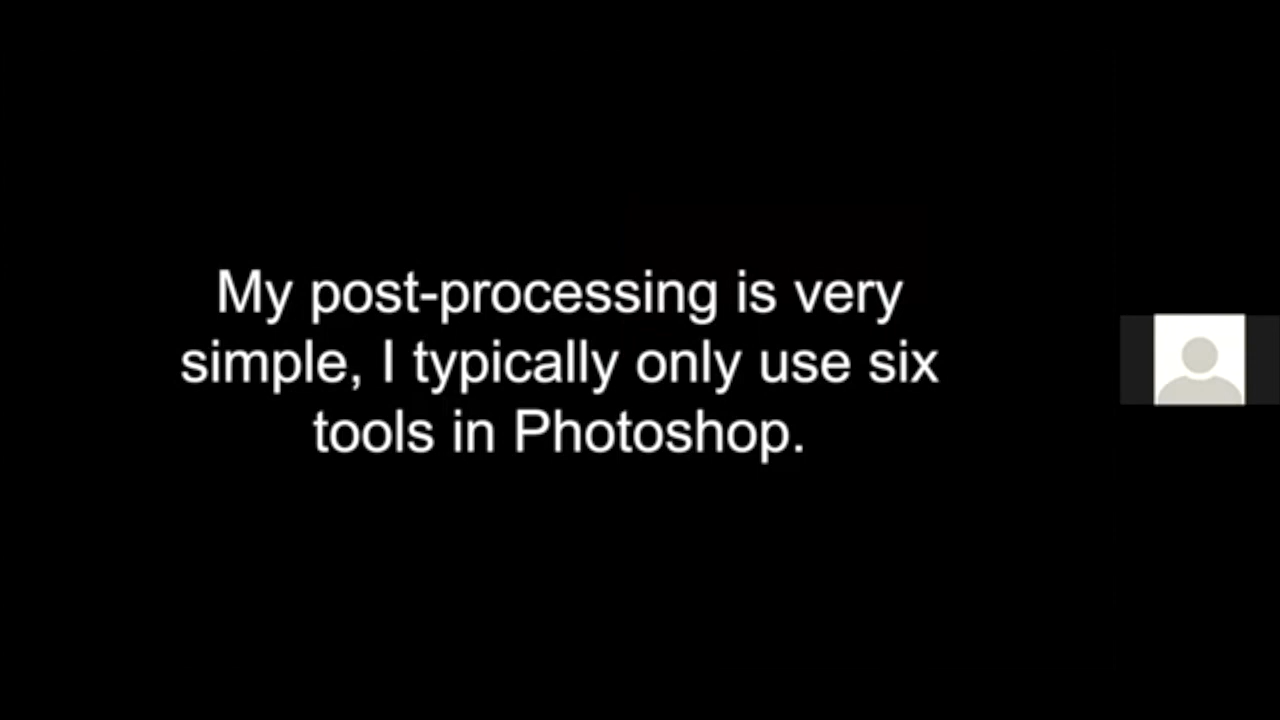 My post-processing is very
simple, I typically only use six
tools in Photoshop.